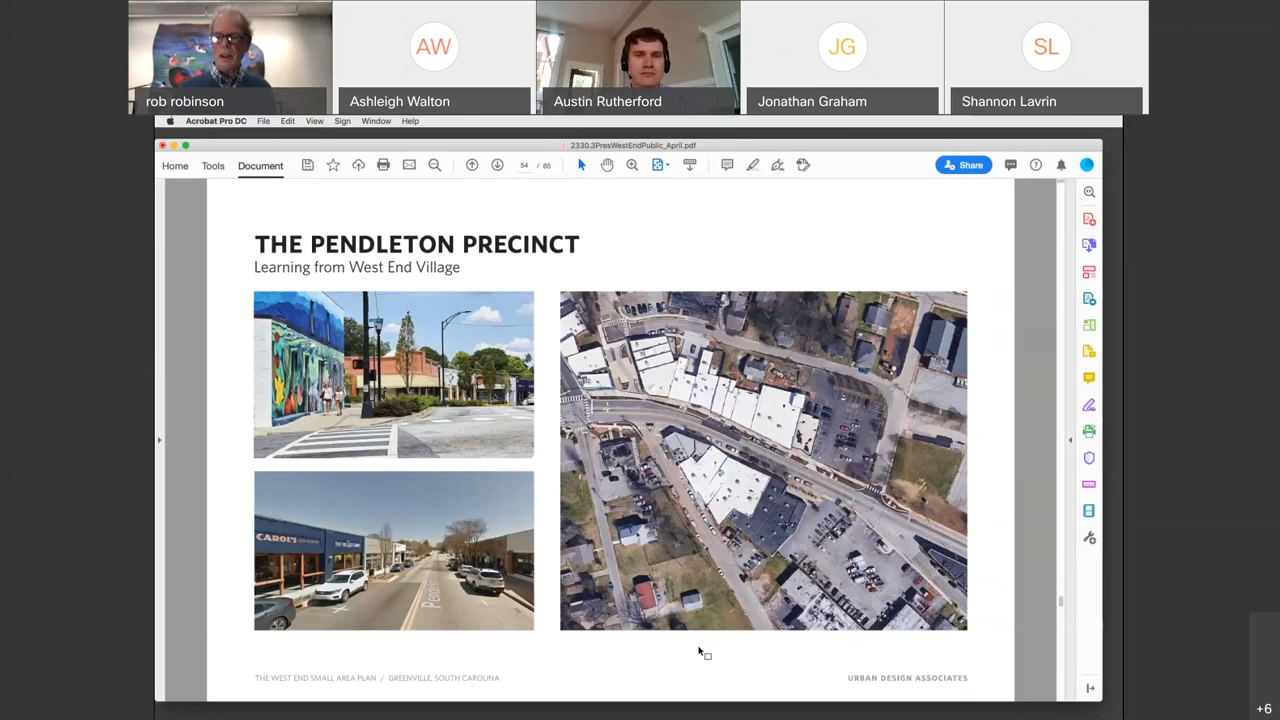 AW
JG
SL
rob robinson
Ashleigh Walton
Austin Rutherford
Jonathan Graham
Shannon Lavrin
Acrobat Pro DC File Edit View Sign Window Help
2330.3PresWestEndPublic_April.pdf
Home Tools Document 54 / 65 Share
THE PENDLETON PRECINCT
Learning from West End Village
CAROL'S
Pendle
THE WEST END SMALL AREA PLAN / GREENVILLE, SOUTH CAROLINA
URBAN DESIGN ASSOCIATES
+6